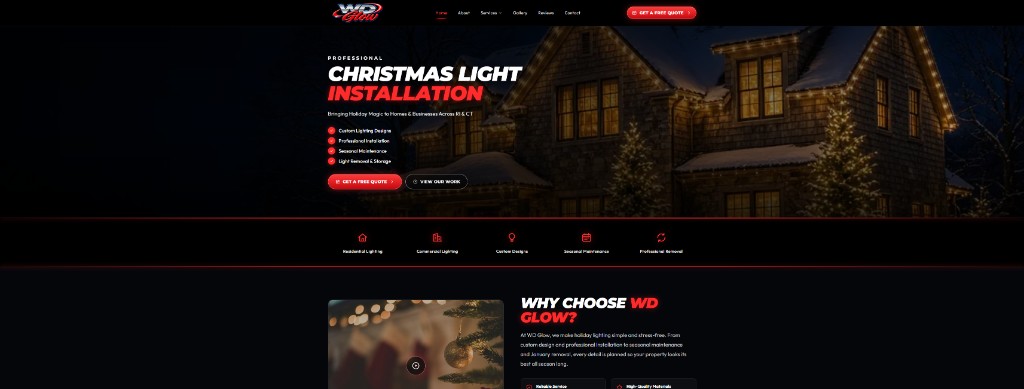 WD
Glow
Home About Services Gallery Reviews Contact
GET A FREE QUOTE
PROFESSIONAL
CHRISTMAS LIGHT
INSTALLATION
Bringing Holiday Magic to Homes & Businesses Across RI & CT
Custom Lighting Designs
Professional Installation
Seasonal Maintenance
Light Removal & Storage
GET A FREE QUOTE
VIEW OUR WORK
Residential Lighting
Commercial Lighting
Custom Designs
Seasonal Maintenance
Professional Removal
WHY CHOOSE WD
GLOW?
At WD Glow, we make holiday lighting simple and stress-free. From
custom design and professional installation to seasonal maintenance
and January removal, every detail is planned so your property looks its
best all season long.
Reliable Service
High-Quality Materials